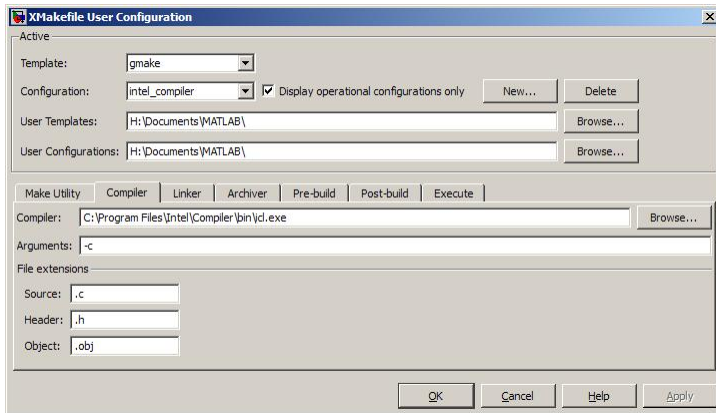 XMakefile User Configuration
Active
Template: gmake
Configuration: intel_compiler Display operational configurations only New... Delete
User Templates: H:\Documents\MATLAB\ Browse...
User Configurations: H:\Documents\MATLAB\ Browse...
Make Utility Compiler Linker Archiver Pre-build Post-build Execute
Compiler: C:\Program Files\Intel\Compiler\bin\icl.exe Browse...
Arguments: -c
File extensions
Source: .c
Header: .h
Object: .obj
OK Cancel Help Apply